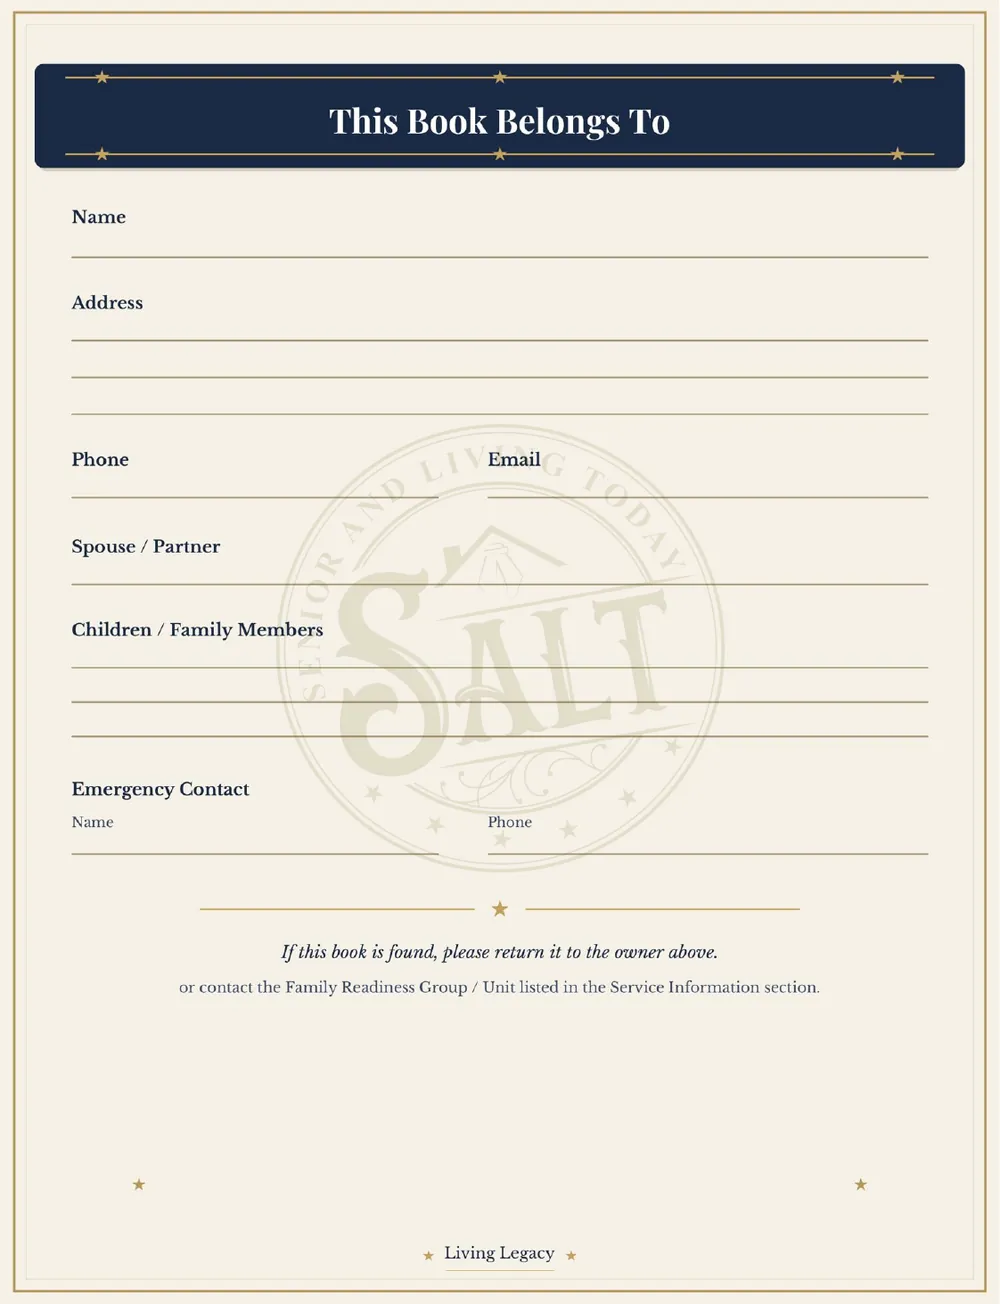 This Book Belongs To
Name
Address
Phone
Email
Spouse / Partner
Children / Family Members
SENIOR AND LIVING TODAY
SALT
Emergency Contact
Name
Phone
If this book is found, please return it to the owner above.
or contact the Family Readiness Group / Unit listed in the Service Information section.
Living Legacy